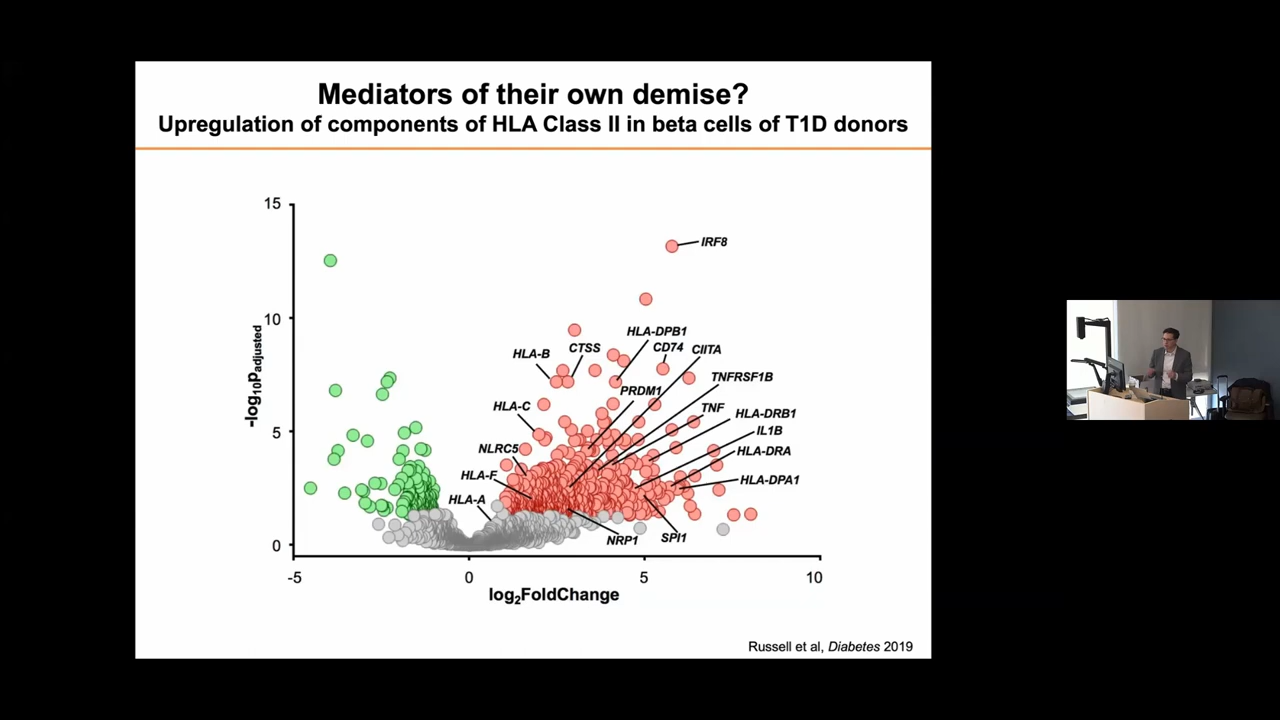 Mediators of their own demise?
Upregulation of components of HLA Class II in beta cells of T1D donors
15
10
5
0
-log10padjusted
IRF8
HLA-DPB1
HLA-B
CTSS
CD74
CIITA
TNFRSF1B
PRDM1
HLA-C
TNF
HLA-DRB1
IL1B
NLRC5
HLA-DRA
HLA-F
HLA-DPA1
HLA-A
NRP1
SPI1
-5
0
5
10
log2FoldChange
Russell et al, Diabetes 2019